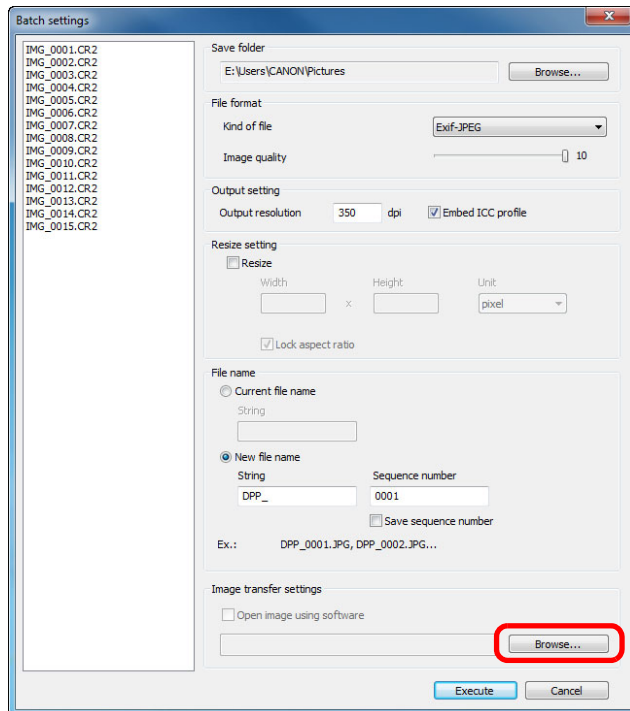 Batch settings
IMG_0001.CR2
IMG_0002.CR2
IMG_0003.CR2
IMG_0004.CR2
IMG_0005.CR2
IMG_0006.CR2
IMG_0007.CR2
IMG_0008.CR2
IMG_0009.CR2
IMG_0010.CR2
IMG_0011.CR2
IMG_0012.CR2
IMG_0013.CR2
IMG_0014.CR2
IMG_0015.CR2
Save folder
E:\Users\CANON\Pictures Browse...
File format
Kind of file Exif-JPEG
Image quality 10
Output setting
Output resolution 350 dpi Embed ICC profile
Resize setting
Resize
Width Height Unit
x pixel
Lock aspect ratio
File name
Current file name
String
New file name
String Sequence number
DPP_ 0001
Save sequence number
Ex.: DPP_0001.JPG, DPP_0002.JPG...
Image transfer settings
Open image using software
Browse...
Execute Cancel